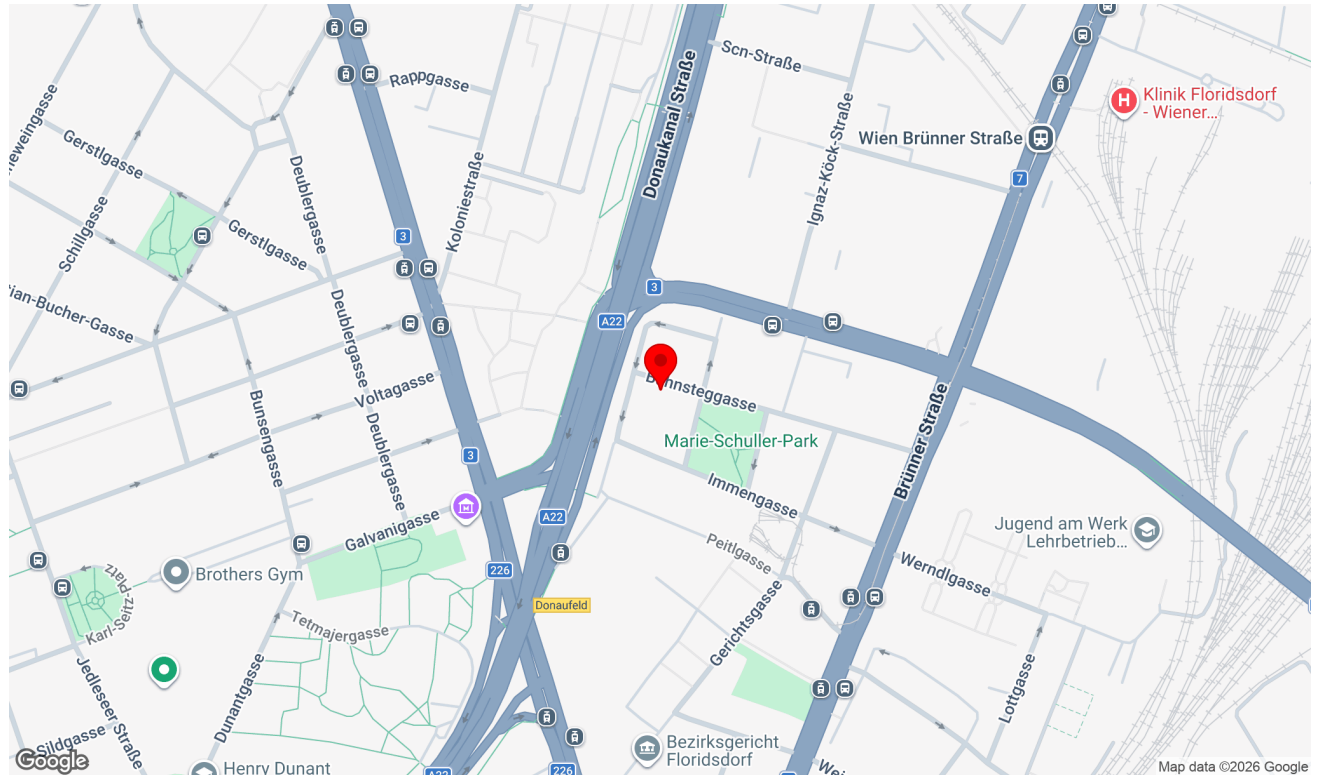 Rappgasse
Scn-Straße
Donaukanal Straße
Klinik Floridsdorf
- Wiener...
Wien Brünner Straße
7
Ignaz-Köck-Straße
Gerstlgasse
Deublergasse
Koloniestraße
Schillgasse
Gerstlgasse
3
3
A22
tian-Bucher-Gasse
Deublergasse
Voltagasse
Bunsengasse
Deublergasse
Marie-Schuller-Park
Brünner Straße
3
Immengasse
A22
Galvanigasse
Peitlgasse
Jugend am Werk
Lehrbetrieb...
Werndlgasse
226
Brothers Gym
Karl-Seitz-
Platz
Donaufeld
Tetmajergasse
Gerichtsgasse
Jedleseer Straße
Dunantgasse
Lottgasse
Sildgasse
Bezirksgericht
Floridsdorf
Henry Dunant
A22
226
Google
Map data ©2026 Google